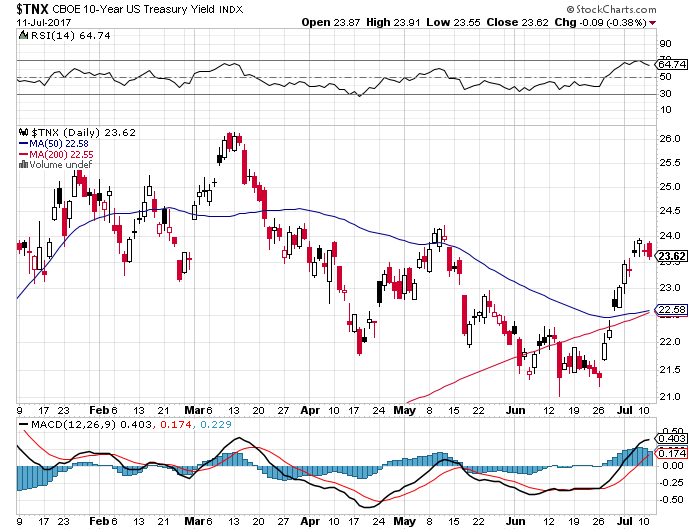 $TNX CBOE 10-Year US Treasury Yield INDX © StockCharts.com
11-Jul-2017 Open 23.87 High 23.91 Low 23.55 Close 23.62 Chg -0.09 (-0.38%)
RSI(14) 64.74
90
70
64.74
50
30
10
$TNX (Daily) 23.62
MA(50) 22.58
MA(200) 22.55
Volume undef
26.0
25.5
25.0
24.5
24.0
23.62
23.0
22.58
22.0
21.5
21.0
9 17 23 Feb 6 13 21 Mar 6 13 20 27 Apr 10 17 24 May 8 15 22 Jun 12 19 26 Jul 10
MACD(12,26,9) 0.403, 0.174, 0.229
0.50
0.403
0.174
0.00
-0.25
-0.50
9 17 23 Feb 6 13 21 Mar 6 13 20 27 Apr 10 17 24 May 8 15 22 Jun 12 19 26 Jul 10